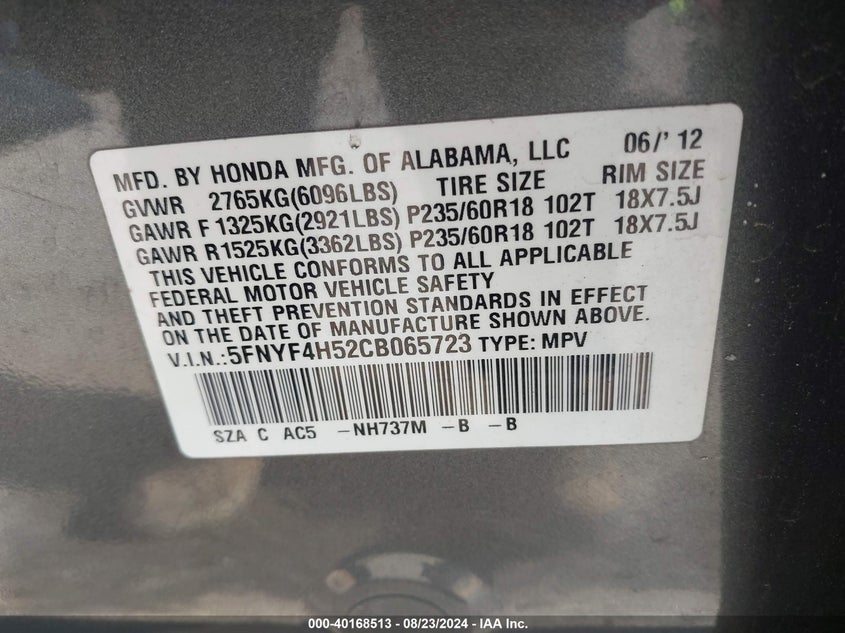 MFD. BY HONDA MFG. OF ALABAMA, LLC 06/' 12
GVWR 2765KG(6096LBS) TIRE SIZE RIM SIZE
GAWR F 1325KG(2921LBS) P235/60R18 102T 18X7.5J
GAWR R1525KG(3362LBS) P235/60R18 102T 18X7.5J
THIS VEHICLE CONFORMS TO ALL APPLICABLE
FEDERAL MOTOR VEHICLE SAFETY
AND THEFT PREVENTION STANDARDS IN EFFECT
ON THE DATE OF MANUFACTURE SHOWN ABOVE.
V.I.N.:5FNYF4H52CB065723 TYPE: MPV
SZA C AC5 -NH737M -B -B
000-40168513 - 08/23/2024 - IAA Inc.